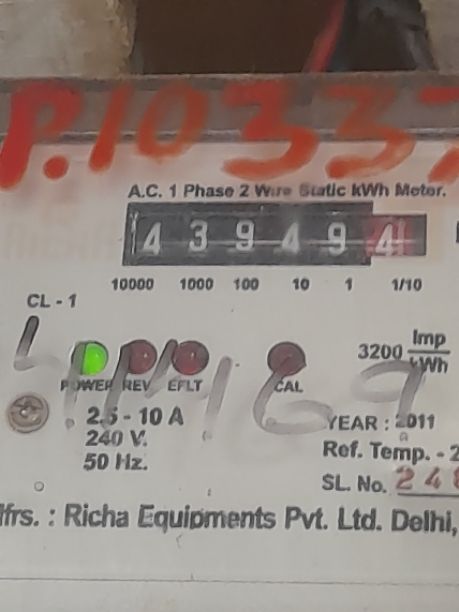 P.10337
A.C. 1 Phase 2 Wire Static kWh Meter.
4 3 9 4 9 4
10000 1000 100 10 1 1/10
CL - 1
3200 Imp
kWh
POWER REV EFLT CAL
2.5 - 10 A
240 V.
50 Hz.
YEAR : 2011
Ref. Temp. - 2
SL. No. 248
Mfrs. : Richa Equipments Pvt. Ltd. Delhi,